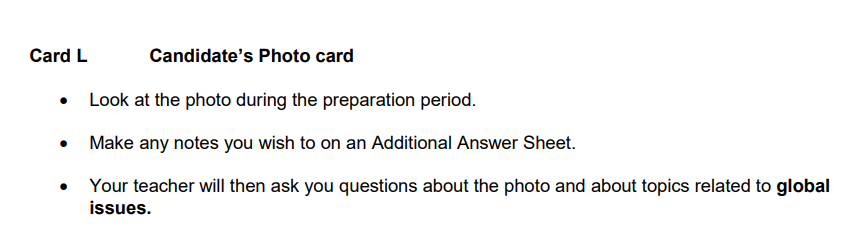 Card L Candidate’s Photo card
• Look at the photo during the preparation period.
• Make any notes you wish to on an Additional Answer Sheet.
• Your teacher will then ask you questions about the photo and about topics related to global
issues.